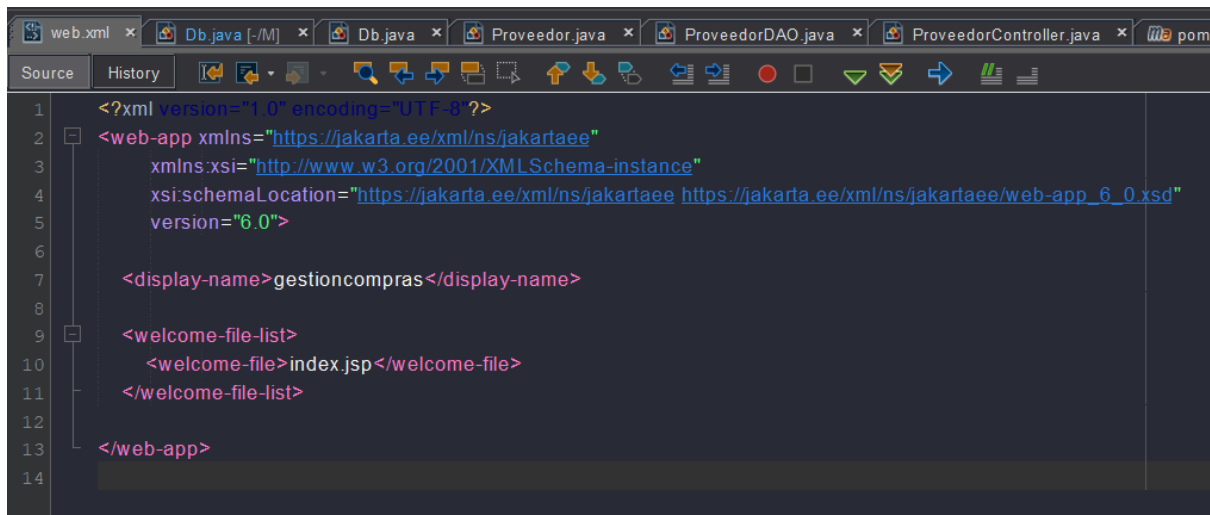 web.xml × Db.java [-/M] × Db.java × Proveedor.java × ProveedorDAO.java × ProveedorController.java × pom
Source History
1 <?xml version="1.0" encoding="UTF-8"?>
2 <web-app xmlns="https://jakarta.ee/xml/ns/jakartaee"
3 xmlns:xsi="http://www.w3.org/2001/XMLSchema-instance"
4 xsi:schemaLocation="https://jakarta.ee/xml/ns/jakartaee https://jakarta.ee/xml/ns/jakartaee/web-app_6_0.xsd"
5 version="6.0">
6
7 <display-name>gestioncompras</display-name>
8
9 <welcome-file-list>
10 <welcome-file>index.jsp</welcome-file>
11 </welcome-file-list>
12
13 </web-app>
14